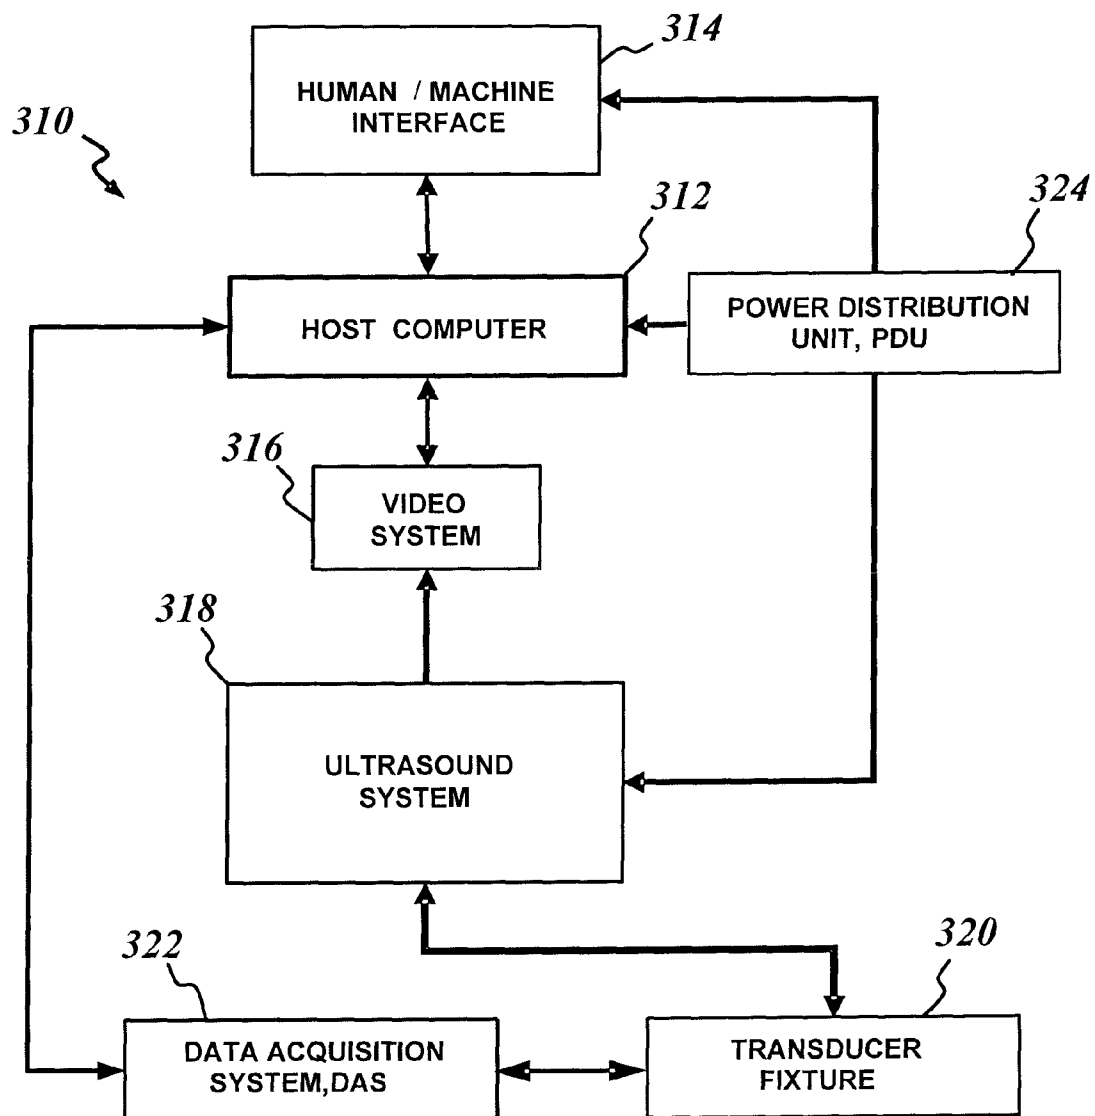 314
HUMAN / MACHINE
INTERFACE
310
312
324
HOST COMPUTER
POWER DISTRIBUTION
UNIT, PDU
316
VIDEO
SYSTEM
318
ULTRASOUND
SYSTEM
322
320
DATA ACQUISITION
SYSTEM,DAS
TRANSDUCER
FIXTURE